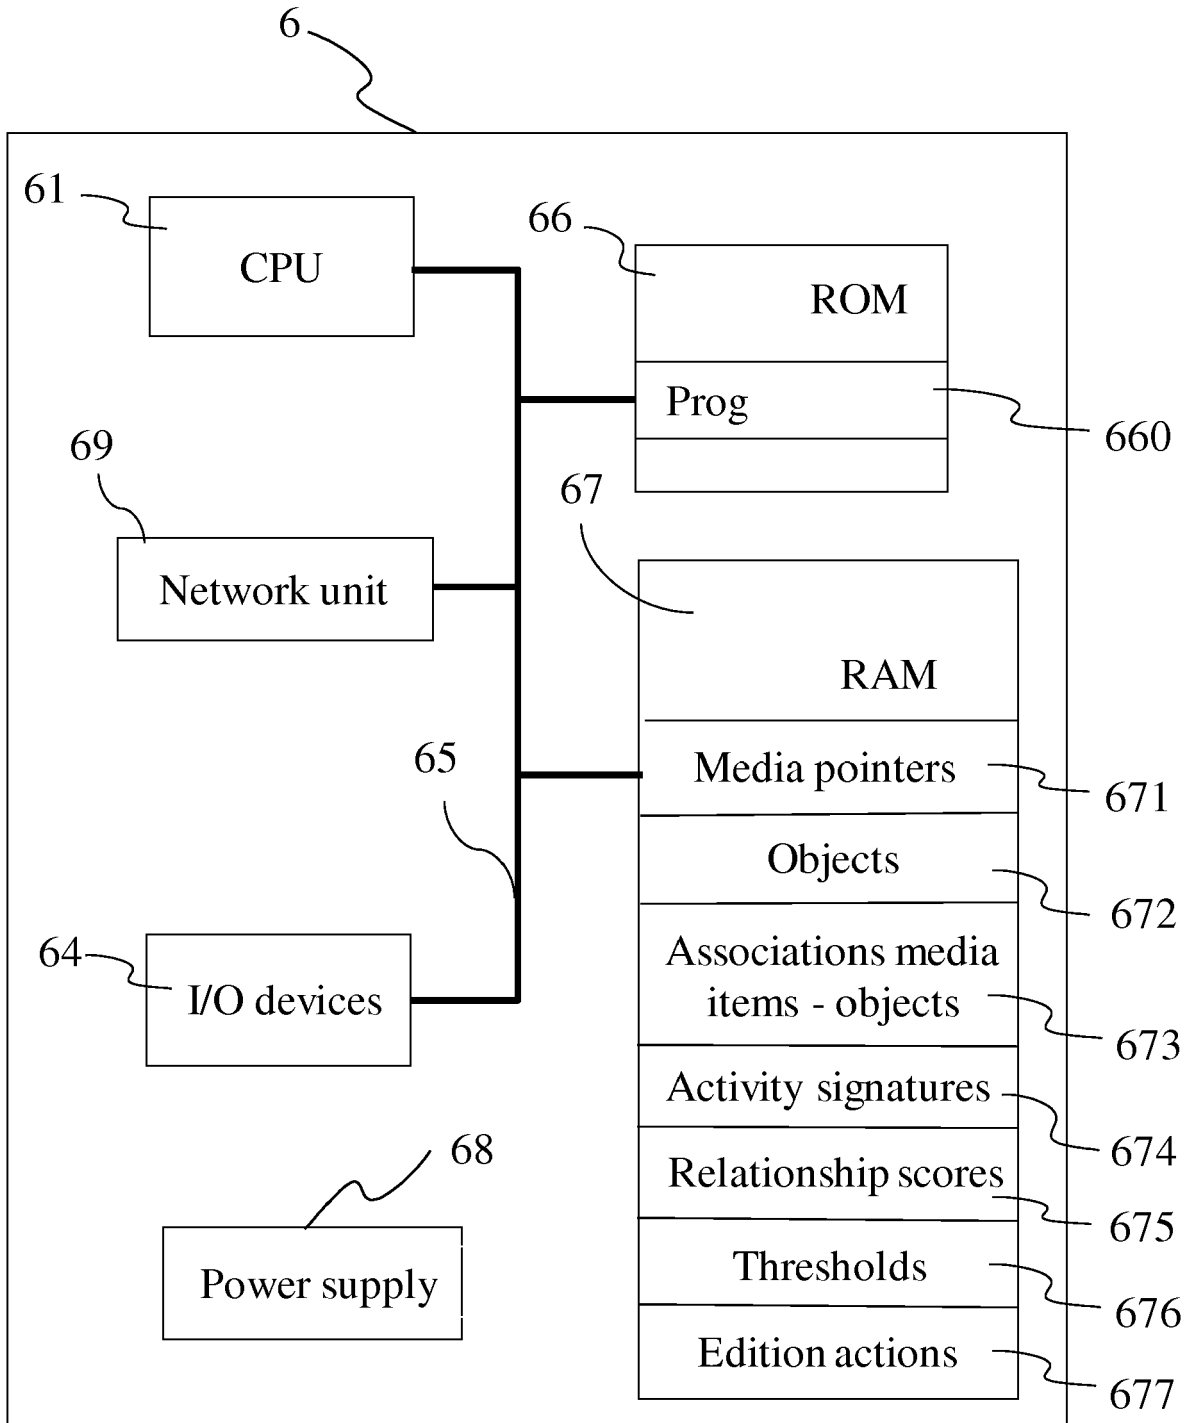 6
61
CPU
66
ROM
Prog
660
69
Network unit
67
RAM
65
Media pointers
671
Objects
672
64
I/O devices
Associations media
items - objects
673
Activity signatures
674
68
Relationship scores
675
Power supply
Thresholds
676
Edition actions
677